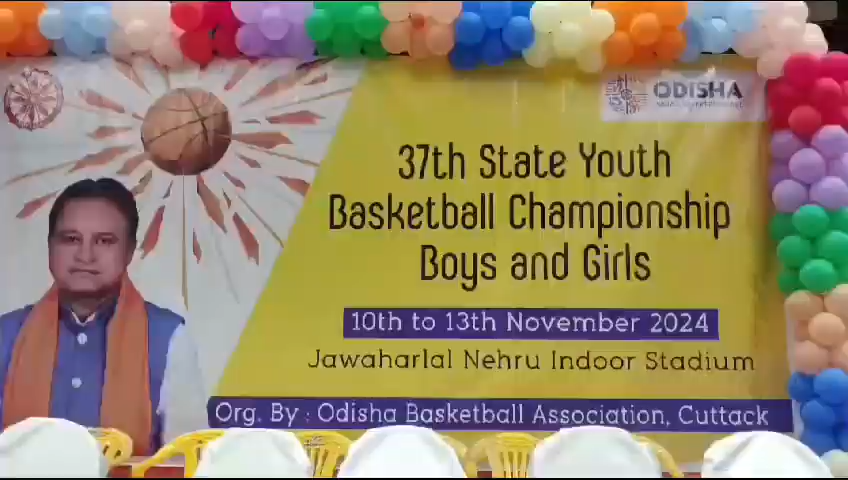 ODISHA
37th State Youth
Basketball Championship
Boys and Girls
10th to 13th November 2024
Jawaharlal Nehru Indoor Stadium
Org. By : Odisha Basketball Association, Cuttack